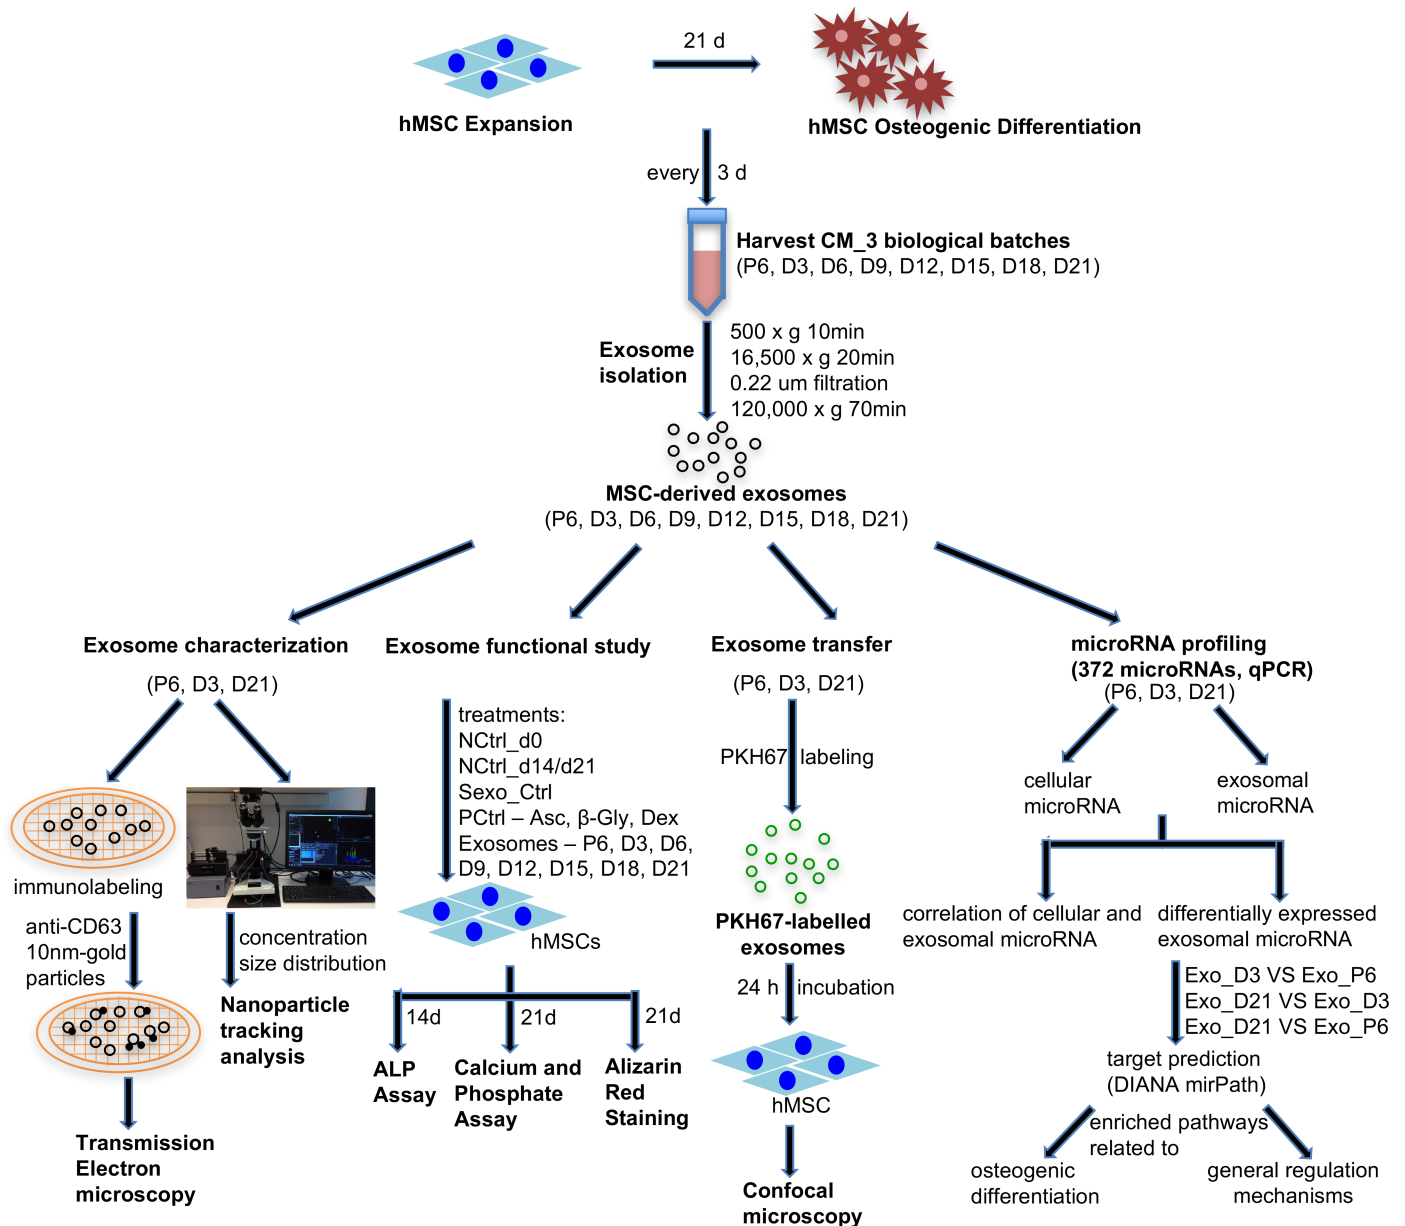 21 d
hMSC Expansion
hMSC Osteogenic Differentiation
every 3 d
Harvest CM_3 biological batches
(P6, D3, D6, D9, D12, D15, D18, D21)
Exosome
isolation
500 x g 10min
16,500 x g 20min
0.22 um filtration
120,000 x g 70min
MSC-derived exosomes
(P6, D3, D6, D9, D12, D15, D18, D21)
Exosome characterization
(P6, D3, D21)
immunolabeling
anti-CD63
10nm-gold
particles
Transmission
Electron
microscopy
concentration
size distribution
Nanoparticle
tracking
analysis
Exosome functional study
treatments:
NCtrl_d0
NCtrl_d14/d21
Sexo_Ctrl
PCtrl – Asc, β-Gly, Dex
Exosomes – P6, D3, D6,
D9, D12, D15, D18, D21
hMSCs
14d
21d
21d
ALP
Assay
Calcium and
Phosphate
Assay
Alizarin
Red
Staining
Exosome transfer
(P6, D3, D21)
PKH67 labeling
PKH67-labelled
exosomes
24 h incubation
hMSC
Confocal
microscopy
microRNA profiling
(372 microRNAs, qPCR)
(P6, D3, D21)
cellular
microRNA
exosomal
microRNA
correlation of cellular and
exosomal microRNA
differentially expressed
exosomal microRNA
Exo_D3 VS Exo_P6
Exo_D21 VS Exo_D3
Exo_D21 VS Exo_P6
target prediction
(DIANA mirPath)
enriched pathways
related to
osteogenic
differentiation
general regulation
mechanisms